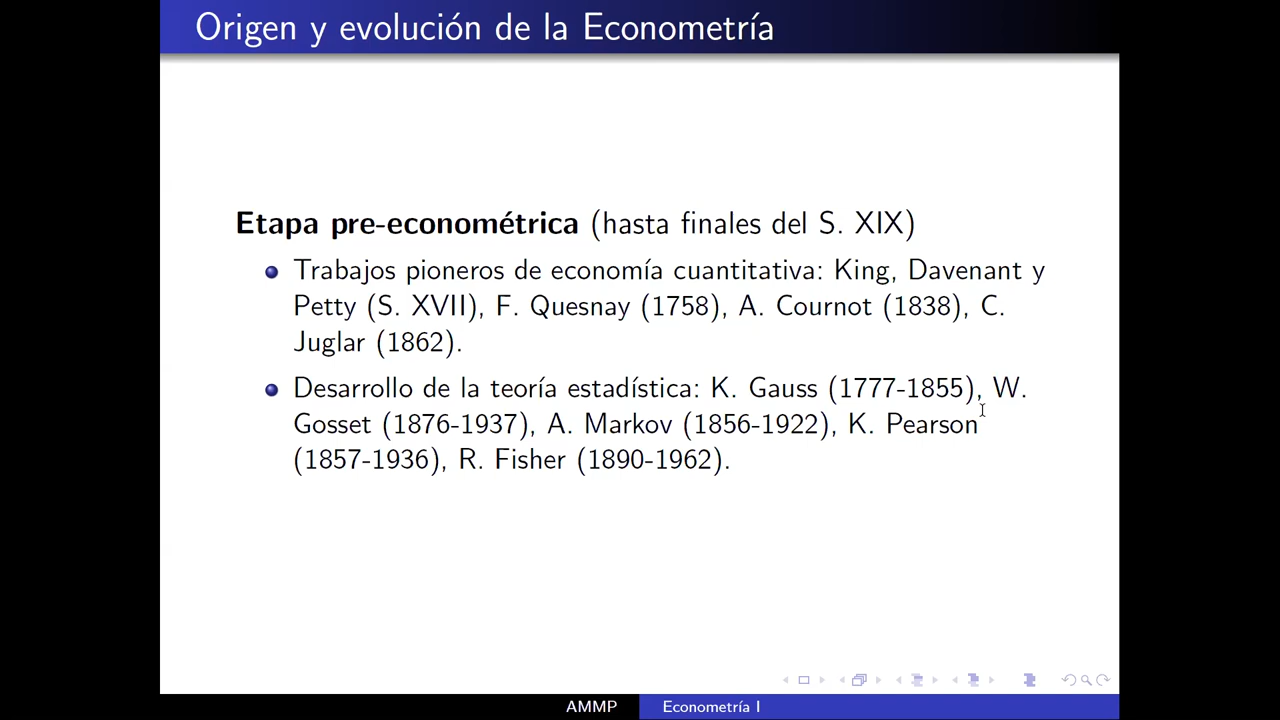 Origen y evolución de la Econometría
Etapa pre-econométrica (hasta finales del S. XIX)
Trabajos pioneros de economía cuantitativa: King, Davenant y
Petty (S. XVII), F. Quesnay (1758), A. Cournot (1838), C.
Juglar (1862).
Desarrollo de la teoría estadística: K. Gauss (1777-1855), W.
Gosset (1876-1937), A. Markov (1856-1922), K. Pearson
(1857-1936), R. Fisher (1890-1962).
AMMP
Econometría I